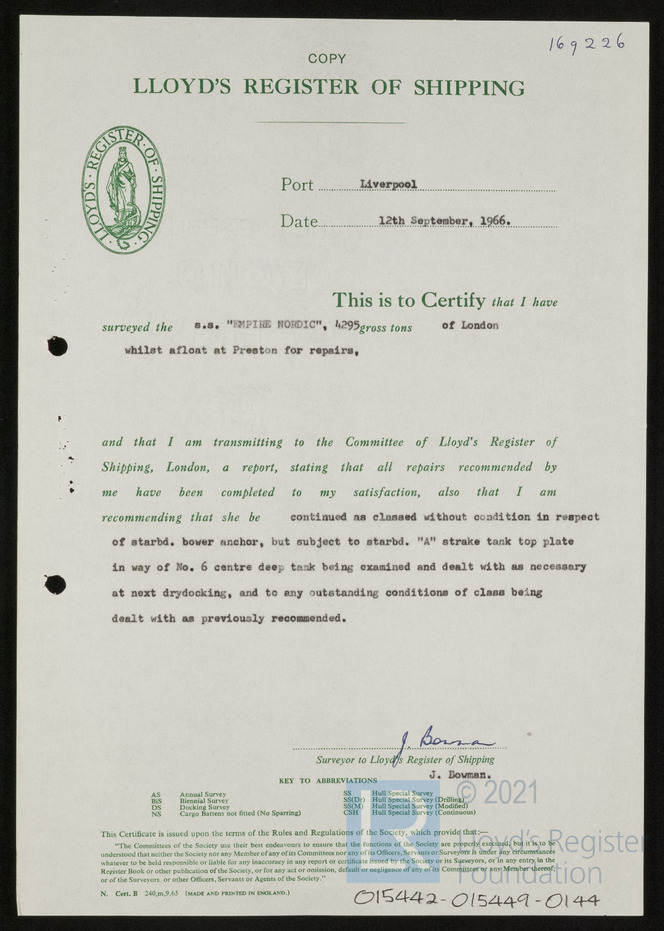 169226
COPY
LLOYD'S REGISTER OF SHIPPING
LLOYD'S · REGISTER · OF · SHIPPING ·
Port Liverpool
Date 12th September, 1966.
This is to Certify that I have
surveyed the s.s. "EMPIRE NORDIC", 4295 gross tons of London
whilst afloat at Preston for repairs,
and that I am transmitting to the Committee of Lloyd's Register of
Shipping, London, a report, stating that all repairs recommended by
me have been completed to my satisfaction, also that I am
recommending that she be continued as classed without condition in respect
of starbd. bower anchor, but subject to starbd. "A" strake tank top plate
in way of No. 6 centre deep tank being examined and dealt with as necessary
at next drydocking, and to any outstanding conditions of class being
dealt with as previously recommended.
J. Bowman
Surveyor to Lloyd's Register of Shipping
J. Bowman.
KEY TO ABBREVIATIONS
AS Annual Survey SS Hull Special Survey
BiS Biennial Survey SS(Dr) Hull Special Survey (Drilling)
DS Docking Survey SS(M) Hull Special Survey (Modified)
NS Cargo Battens not fitted (No Sparring) CSH Hull Special Survey (Continuous)
This Certificate is issued upon the terms of the Rules and Regulations of the Society, which provide that:—
"The Committees of the Society use their best endeavours to ensure that the functions of the Society are properly executed, but it is to be
understood that neither the Society nor any Member of any of its Committees nor any of its Officers, Servants or Surveyors is under any circumstances
whatever to be held responsible or liable for any inaccuracy in any report or certificate issued by the Society or its Surveyors, or in any entry in the
Register Book or other publication of the Society, or for any act or omission, default or negligence of any of its Committees or any Member thereof,
or of the Surveyors, or other Officers, Servants or Agents of the Society."
N. Cert. B 240,m,9.65 (MADE AND PRINTED IN ENGLAND.)
© 2021
LR
Lloyd's Register
Foundation
015442-015449-0144